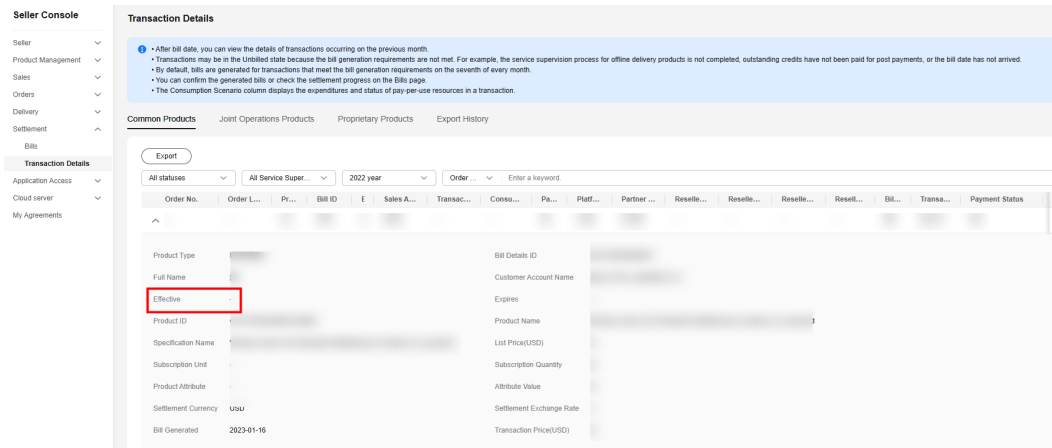 Seller Console
Transaction Details
Seller
Product Management
Sales
Orders
Delivery
Settlement
Bills
Transaction Details
Application Access
Cloud server
My Agreements
• After bill date, you can view the details of transactions occurring on the previous month.
• Transactions may be in the Unbilled state because the bill generation requirements are not met. For example, the service supervision process for offline delivery products is not completed, outstanding credits have not been paid for post payments, or the bill date has not arrived.
• By default, bills are generated for transactions that meet the bill generation requirements on the seventh of every month.
• You can confirm the generated bills or check the settlement progress on the Bills page.
• The Consumption Scenario column displays the expenditures and status of pay-per-use resources in a transaction.
Common Products Joint Operations Products Proprietary Products Export History
Export
All statuses All Service Super... 2022 year Order ... Enter a keyword.
Order No. Order L... Pr... Bill ID E Sales A... Transac... Consu... Pa... Platf... Partner ... Reselle... Reselle... Reselle... Resell... Bil... Transa... Payment Status
Product Type Bill Details ID
Full Name Customer Account Name
Effective - Expires
Product ID Product Name
Specification Name List Price(USD)
Subscription Unit - Subscription Quantity
Product Attribute - Attribute Value
Settlement Currency USD Settlement Exchange Rate
Bill Generated 2023-01-16 Transaction Price(USD)